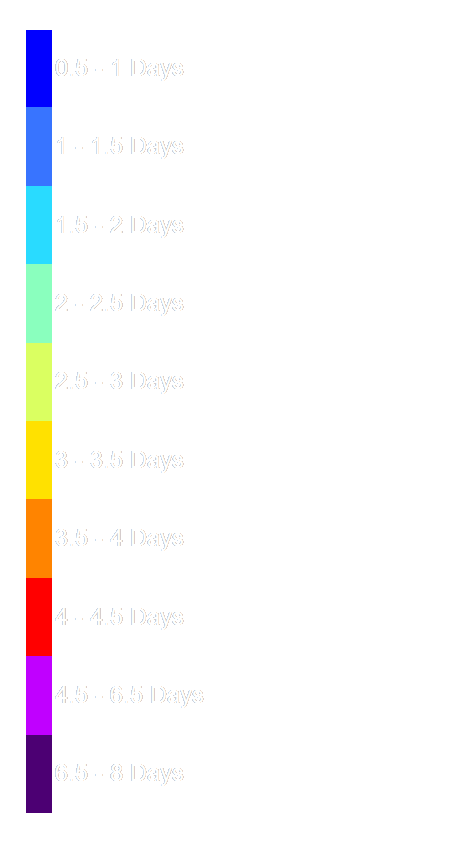 0.5 - 1 Days
1 - 1.5 Days
1.5 - 2 Days
2 - 2.5 Days
2.5 - 3 Days
3 - 3.5 Days
3.5 - 4 Days
4 - 4.5 Days
4.5 - 6.5 Days
6.5 - 8 Days